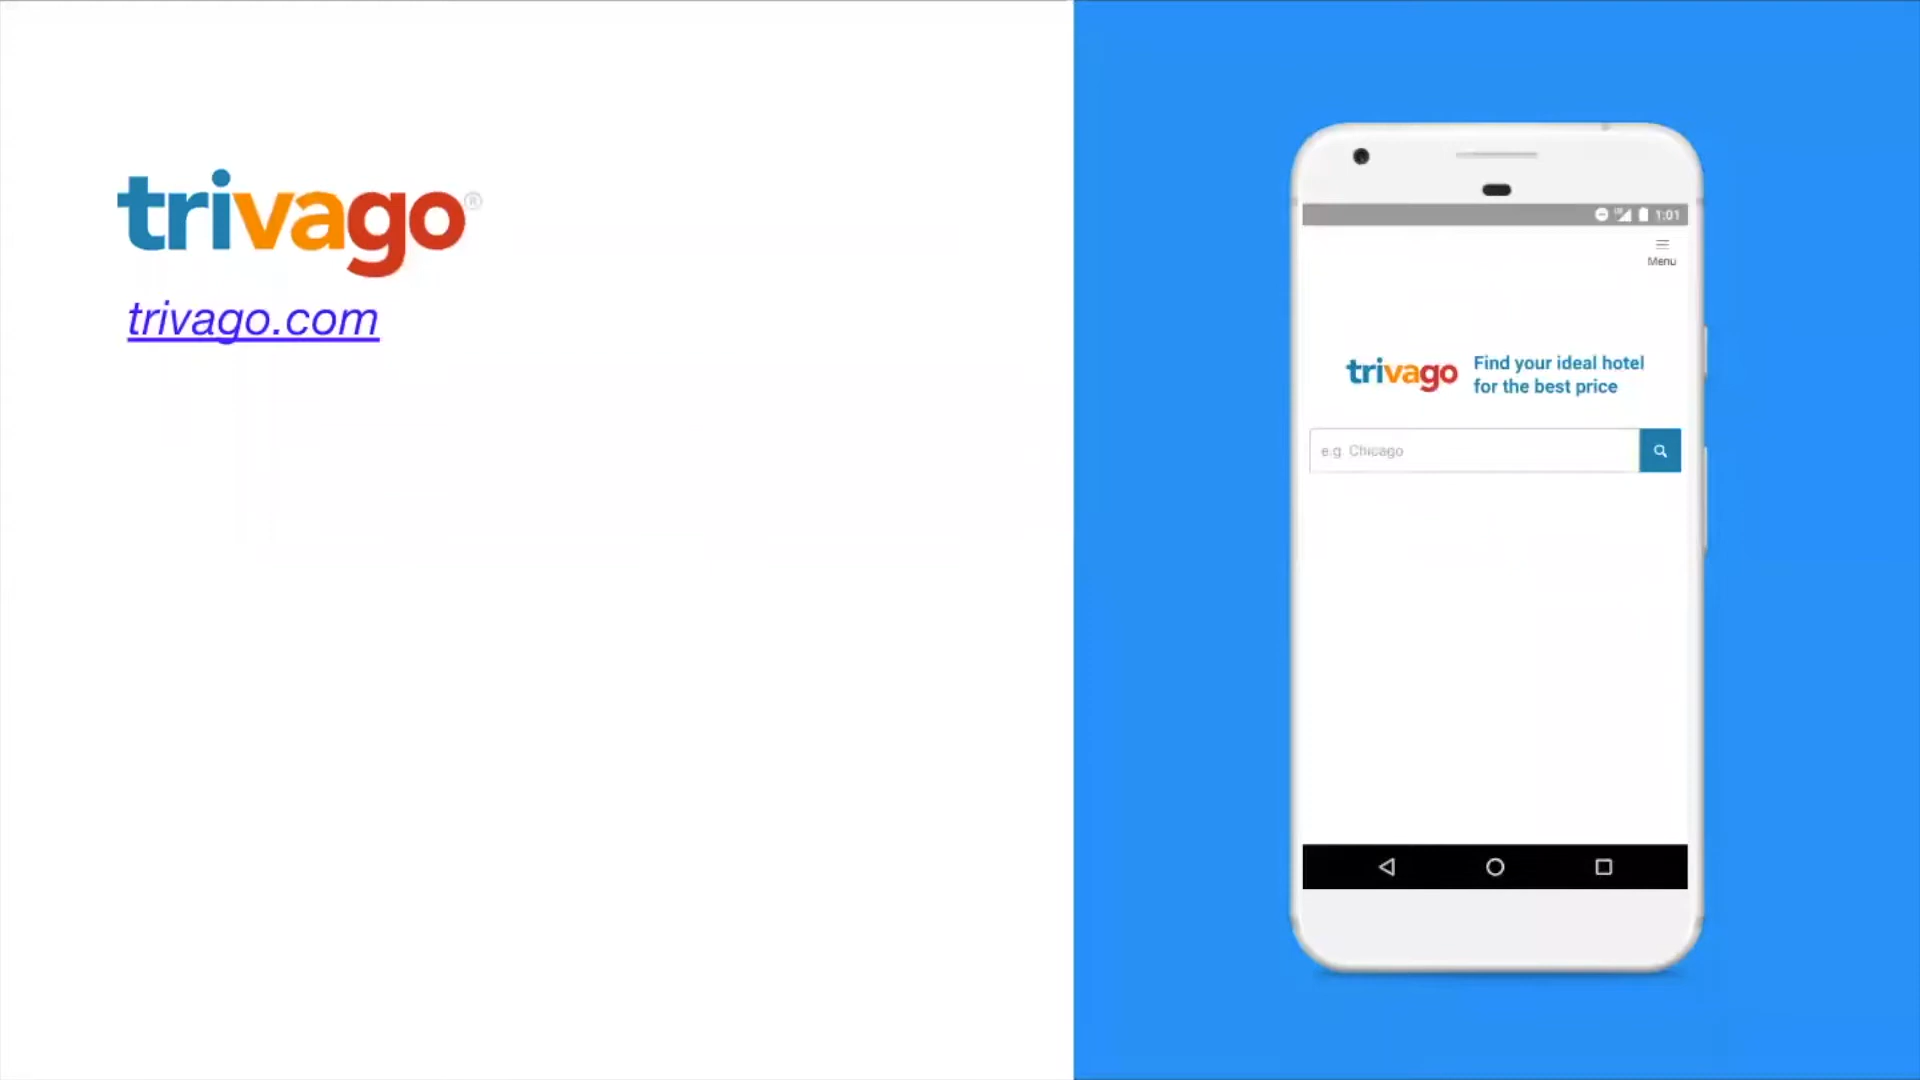 trivago®
trivago.com
1:01
Menu
trivago
Find your ideal hotel
for the best price
e.g Chicago